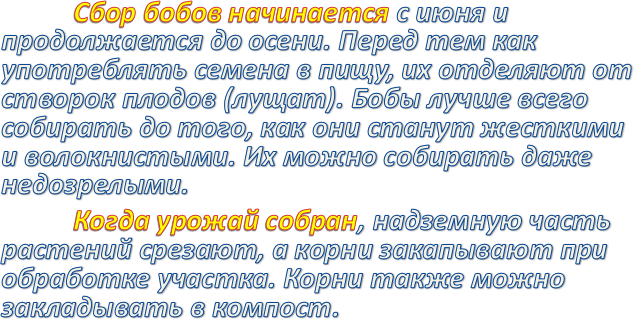 Сбор бобов начинается с июня и
продолжается до осени. Перед тем как
употреблять семена в пищу, их отделяют от
створок плодов (лущат). Бобы лучше всего
собирать до того, как они станут жесткими
и волокнистыми. Их можно собирать даже
недозрелыми.
Когда урожай собран, надземную часть
растений срезают, а корни закапывают при
обработке участка. Корни также можно
закладывать в компост.